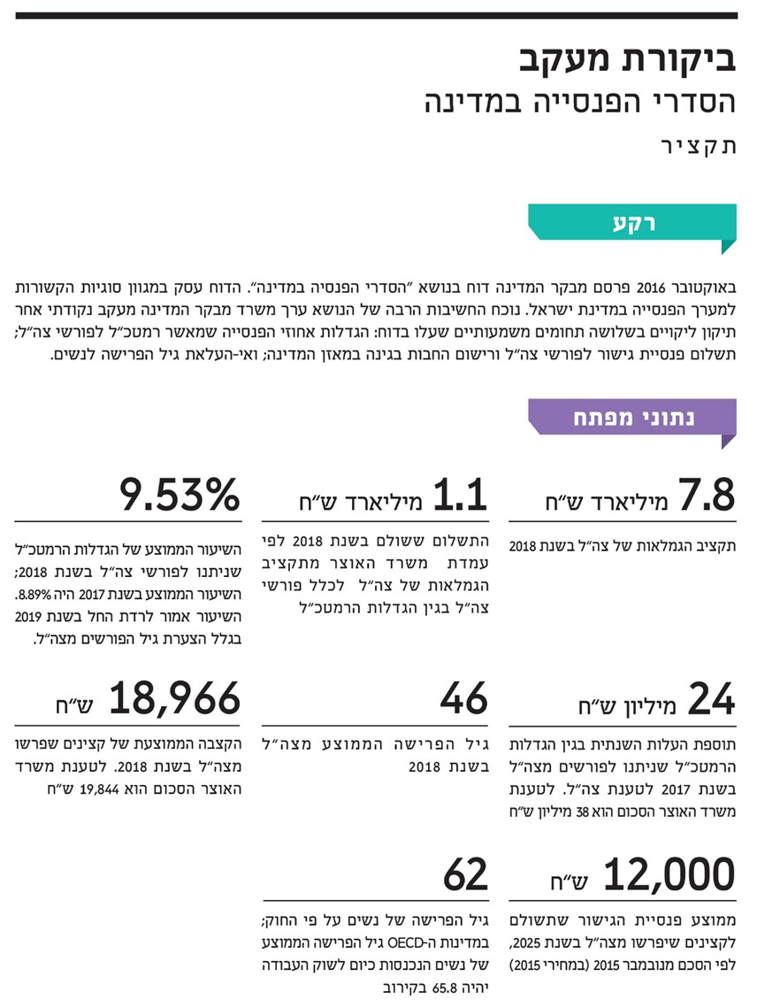 ביקורת מעקב
הסדרי הפנסייה במדינה
תקציר
רקע
באוקטובר 2016 פרסם מבקר המדינה דוח בנושא "הסדרי הפנסיה במדינה". הדוח עסק במגוון סוגיות הקשורות
למערך הפנסייה במדינת ישראל. נוכח החשיבות הרבה של הנושא ערך משרד מבקר המדינה מעקב נקודתי אחר
תיקון ליקויים בשלושה תחומים משמעותיים שעלו בדוח: הגדלות אחוזי הפנסייה שמאשר רמטכ"ל לפורשי צה"ל;
תשלום פנסיית גישור לפורשי צה"ל ורישום החבות בגינה במאזן המדינה; ואי-העלאת גיל הפרישה לנשים.
נתוני מפתח
7.8 מיליארד ש"ח
תקציב הגמלאות של צה"ל בשנת 2018
1.1 מיליארד ש"ח
התשלום ששולם בשנת 2018 לפי
עמדת משרד האוצר מתקציב
הגמלאות של צה"ל לכלל פורשי
צה"ל בגין הגדלות הרמטכ"ל
9.53%
השיעור הממוצע של הגדלות הרמטכ"ל
שניתנו לפורשי צה"ל בשנת 2018;
השיעור הממוצע בשנת 2017 היה 8.89%.
השיעור אמור לרדת החל בשנת 2019
בגלל הצערת גיל הפורשים מצה"ל.
24 מיליון ש"ח
תוספת העלות השנתית בגין הגדלות
הרמטכ"ל שניתנו לפורשים מצה"ל
בשנת 2017 לטענת צה"ל. לטענת
משרד האוצר הסכום הוא 38 מיליון ש"ח
46
גיל הפרישה הממוצע מצה"ל
בשנת 2018
18,966 ש"ח
הקצבה הממוצעת של קצינים שפרשו
מצה"ל בשנת 2018. לטענת משרד
האוצר הסכום הוא 19,844 ש"ח
12,000 ש"ח
ממוצע פנסיית הגישור שתשולם
לקצינים שיפרשו מצה"ל בשנת 2025,
לפי הסכם מנובמבר 2015 (במחירי 2015)
62
גיל הפרישה של נשים על פי החוק;
במדינות ה-OECD גיל הפרישה הממוצע
של נשים הנכנסות כיום לשוק העבודה
יהיה 65.8 בקירוב